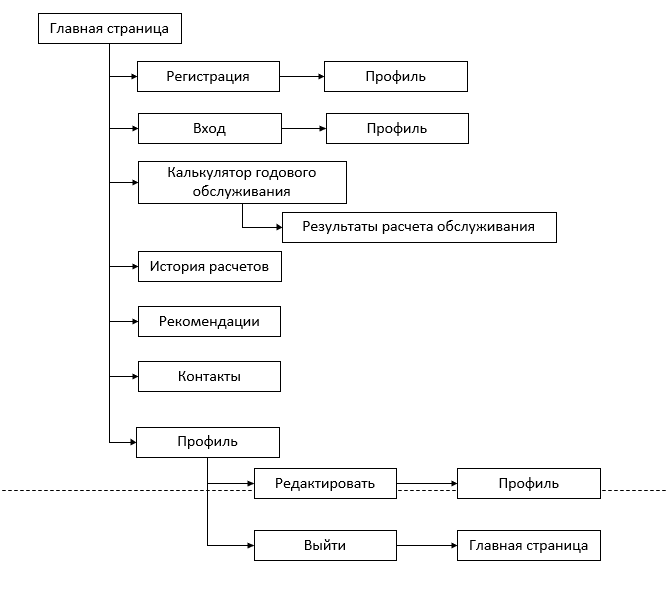 Главная страница
Регистрация
Профиль
Вход
Профиль
Калькулятор годового
обслуживания
Результаты расчета обслуживания
История расчетов
Рекомендации
Контакты
Профиль
Редактировать
Профиль
Выйти
Главная страница